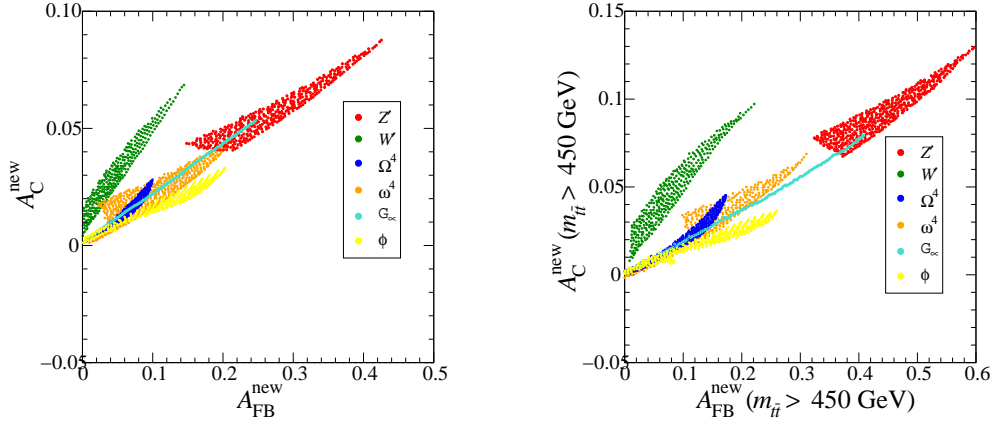 0.10
0.05
0
−0.05
A_C^new
0 0.1 0.2 0.3 0.4 0.5
A_FB^new
Z′
W′
Ω⁴
ω⁴
G∞
ϕ
0.15
0.10
0.05
0
−0.05
A_C^new (m_tt̄ > 450 GeV)
0 0.1 0.2 0.3 0.4 0.5 0.6
A_FB^new (m_tt̄ > 450 GeV)
Z′
W′
Ω⁴
ω⁴
G∞
ϕ